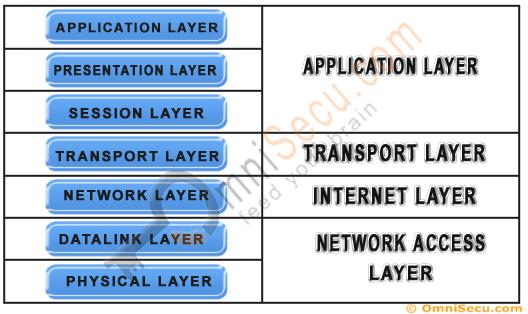 APPLICATION LAYER
PRESENTATION LAYER
SESSION LAYER
TRANSPORT LAYER
NETWORK LAYER
DATALINK LAYER
PHYSICAL LAYER
APPLICATION LAYER
TRANSPORT LAYER
INTERNET LAYER
NETWORK ACCESS
LAYER
OmniSecu.com
feed your brain
© OmniSecu.com